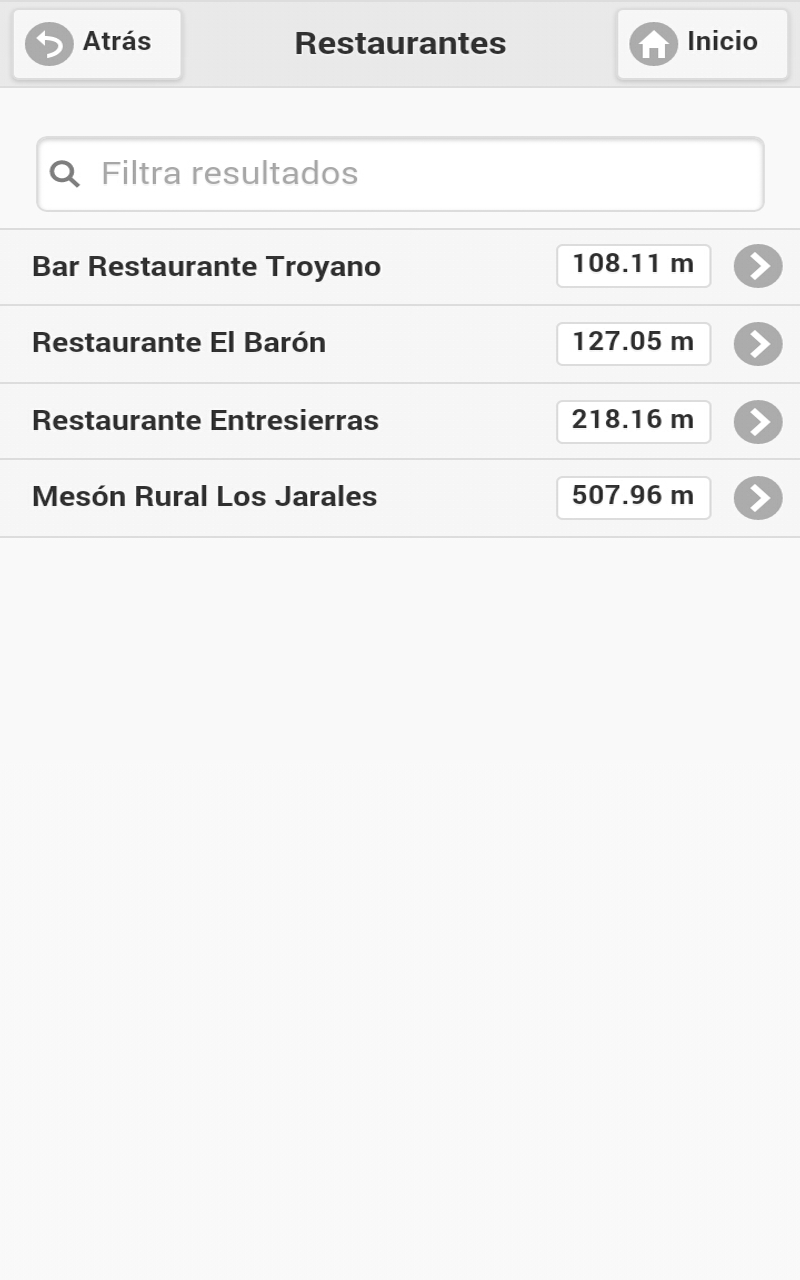 Atrás
Restaurantes
Inicio
Filtra resultados
Bar Restaurante Troyano 108.11 m
Restaurante El Barón 127.05 m
Restaurante Entresierras 218.16 m
Mesón Rural Los Jarales 507.96 m